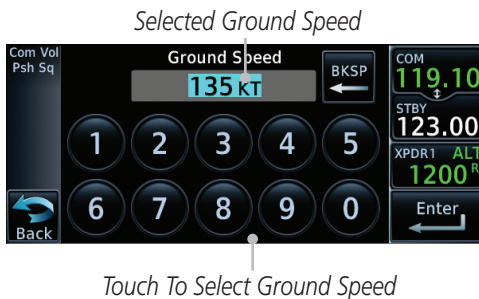 Selected Ground Speed
Com Vol
Psh Sq
Ground Speed
135 KT
BKSP
COM
119.10
STBY
123.00
XPDR1 ALT
1200 R
1 2 3 4 5
6 7 8 9 0
Back
Enter
Touch To Select Ground Speed